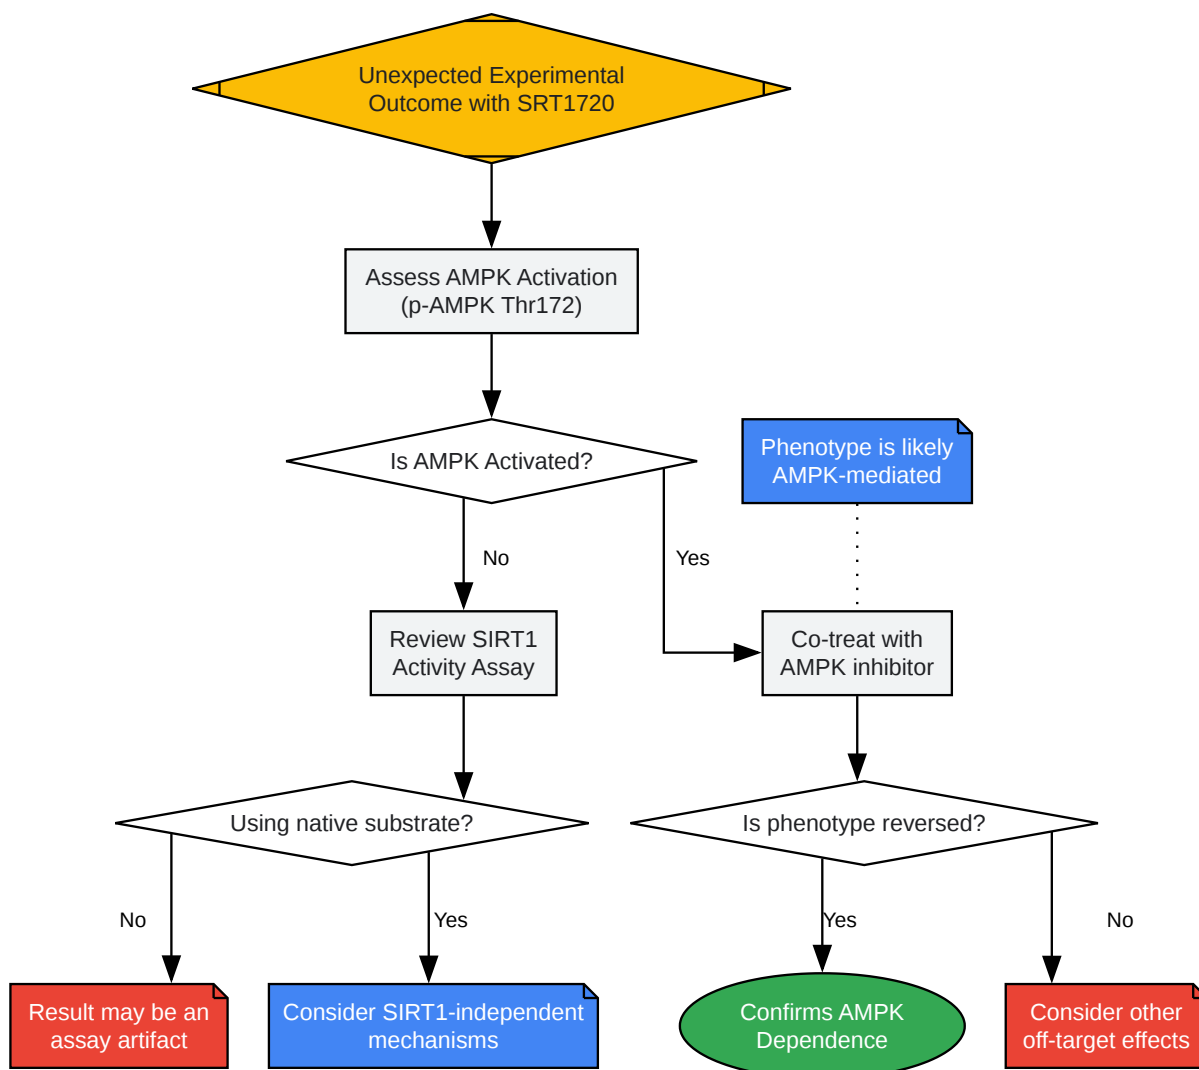 Unexpected Experimental
Outcome with SRT1720
Assess AMPK Activation
(p-AMPK Thr172)
Is AMPK Activated?
Phenotype is likely
AMPK-mediated
No
Yes
Review SIRT1
Activity Assay
Co-treat with
AMPK inhibitor
Using native substrate?
Is phenotype reversed?
No
Yes
Yes
No
Result may be an
assay artifact
Consider SIRT1-independent
mechanisms
Confirms AMPK
Dependence
Consider other
off-target effects